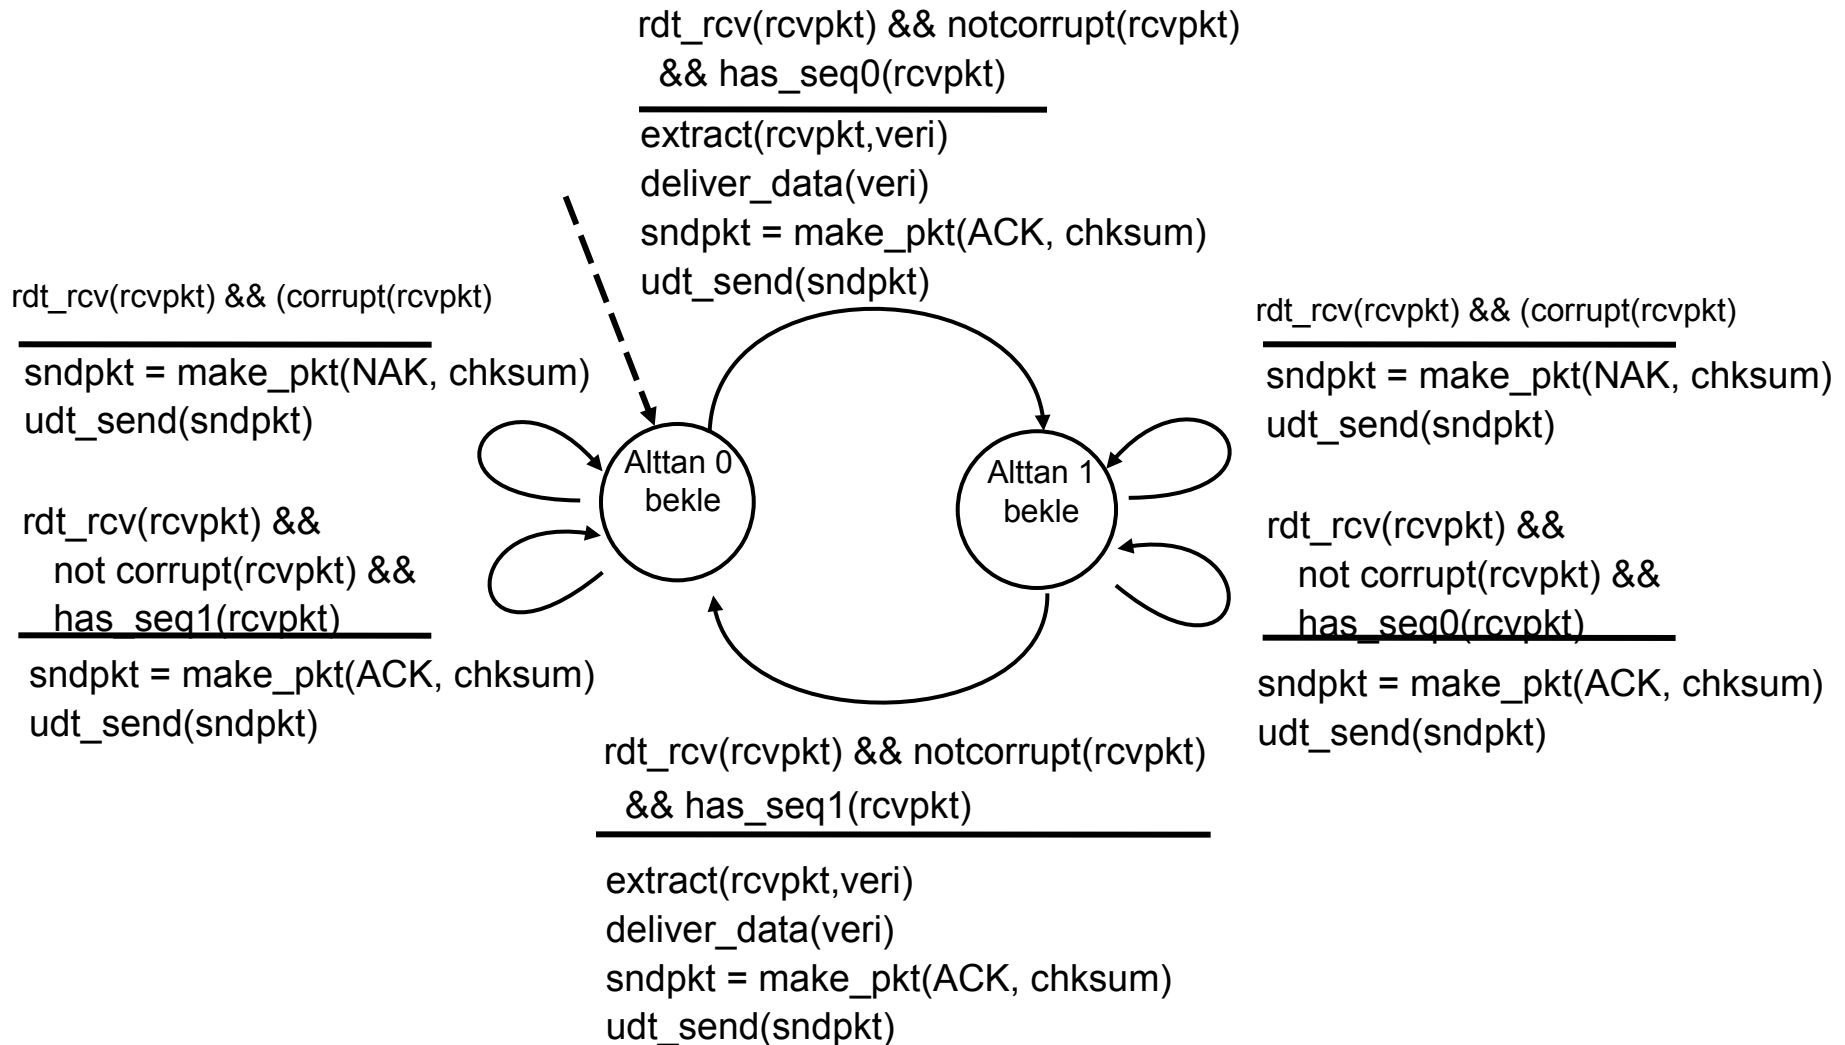 rdt_rcv(rcvpkt) && notcorrupt(rcvpkt)
&& has_seq0(rcvpkt)
extract(rcvpkt,veri)
deliver_data(veri)
sndpkt = make_pkt(ACK, chksum)
udt_send(sndpkt)
rdt_rcv(rcvpkt) && (corrupt(rcvpkt)
sndpkt = make_pkt(NAK, chksum)
udt_send(sndpkt)
rdt_rcv(rcvpkt) &&
not corrupt(rcvpkt) &&
has_seq1(rcvpkt)
sndpkt = make_pkt(ACK, chksum)
udt_send(sndpkt)
Alttan 0
bekle
Alttan 1
bekle
rdt_rcv(rcvpkt) && (corrupt(rcvpkt)
sndpkt = make_pkt(NAK, chksum)
udt_send(sndpkt)
rdt_rcv(rcvpkt) &&
not corrupt(rcvpkt) &&
has_seq0(rcvpkt)
sndpkt = make_pkt(ACK, chksum)
udt_send(sndpkt)
rdt_rcv(rcvpkt) && notcorrupt(rcvpkt)
&& has_seq1(rcvpkt)
extract(rcvpkt,veri)
deliver_data(veri)
sndpkt = make_pkt(ACK, chksum)
udt_send(sndpkt)